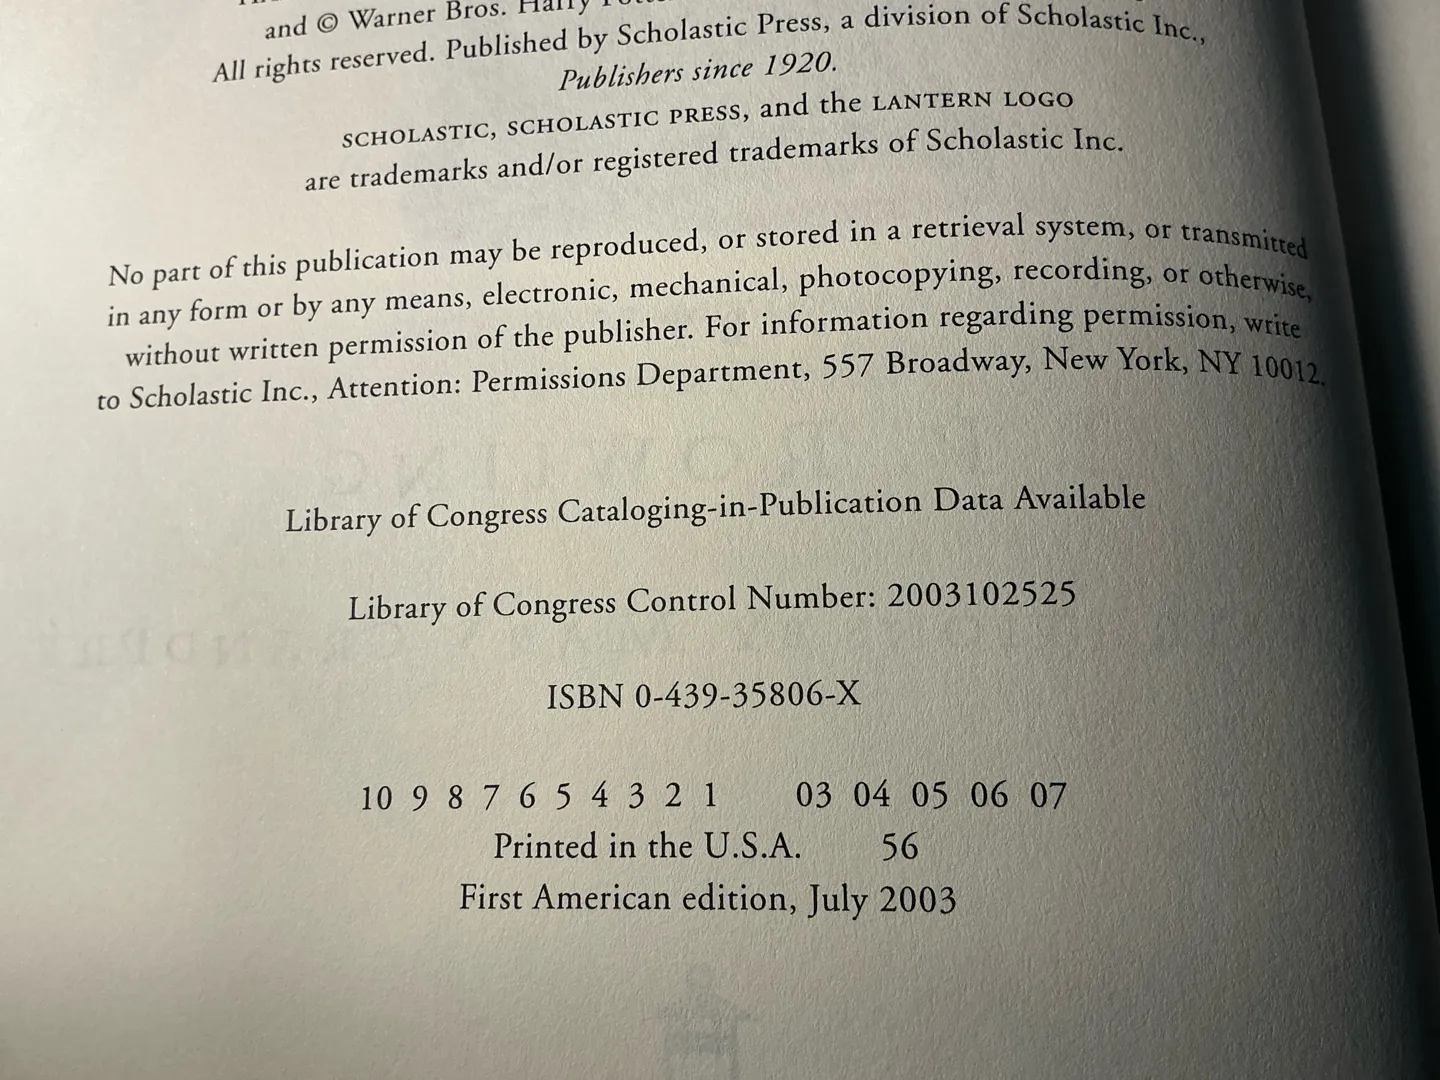 and © Warner Bros. Harry
All rights reserved. Published by Scholastic Press, a division of Scholastic Inc.,
Publishers since 1920.
SCHOLASTIC, SCHOLASTIC PRESS, and the LANTERN LOGO
are trademarks and/or registered trademarks of Scholastic Inc.
No part of this publication may be reproduced, or stored in a retrieval system, or transmitted
in any form or by any means, electronic, mechanical, photocopying, recording, or otherwise,
without written permission of the publisher. For information regarding permission, write
to Scholastic Inc., Attention: Permissions Department, 557 Broadway, New York, NY 10012.
Library of Congress Cataloging-in-Publication Data Available
Library of Congress Control Number: 2003102525
ISBN 0-439-35806-X
10 9 8 7 6 5 4 3 2 1 03 04 05 06 07
Printed in the U.S.A. 56
First American edition, July 2003